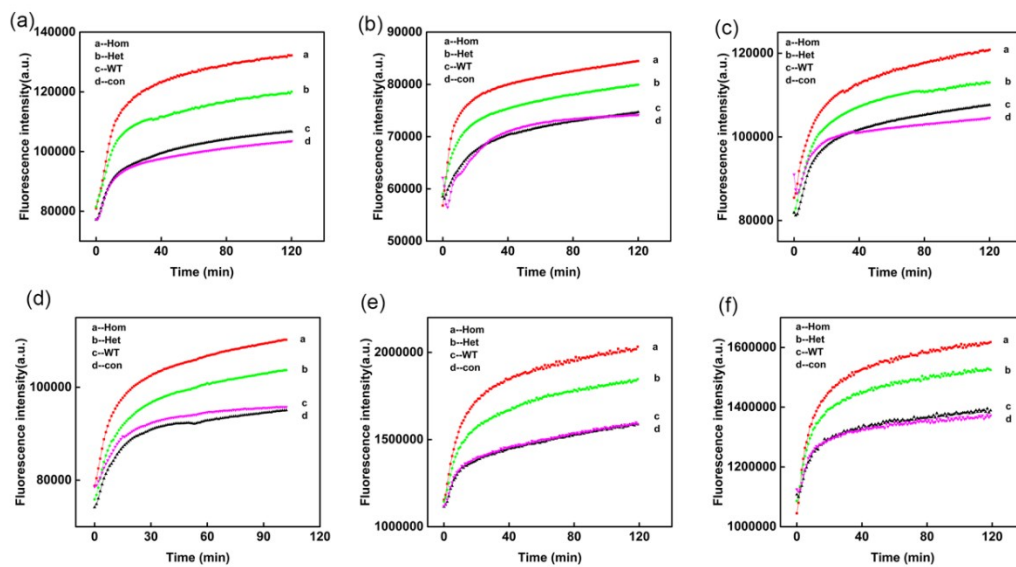 (a)
Fluorescence intensity(a.u.)
140000
120000
100000
80000
a--Hom
b--Het
c--WT
d--con
a
b
c
d
0 40 80 120
Time (min)
(b)
Fluorescence intensity(a.u.)
90000
80000
70000
60000
50000
a--Hom
b--Het
c--WT
d--con
a
b
c
d
0 40 80 120
Time (min)
(c)
Fluorescence intensity(a.u.)
120000
100000
80000
a--Hom
b--Het
c--WT
d--con
a
b
c
d
0 40 80 120
Time (min)
(d)
Fluorescence intensity(a.u.)
100000
80000
a--Hom
b--Het
c--WT
d--con
a
b
c
d
0 30 60 90 120
Time (min)
(e)
Fluorescence intensity(a.u.)
2000000
1500000
1000000
a--Hom
b--Het
c--WT
d--con
a
b
c
d
0 40 80 120
Time (min)
(f)
Fluorescence intensity(a.u.)
1600000
1400000
1200000
1000000
a--Hom
b--Het
c--WT
d--con
a
b
c
d
0 40 80 120
Time (min)